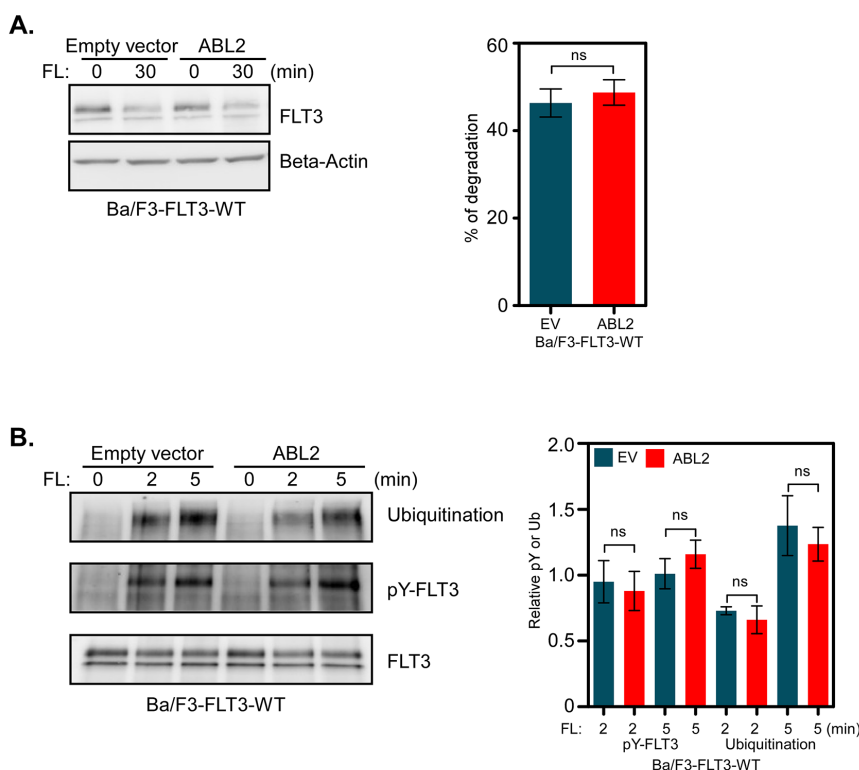 A.
Empty vector ABL2
FL: 0 30 0 30 (min)
FLT3
Beta-Actin
Ba/F3-FLT3-WT
% of degradation
60
40
20
0
ns
EV ABL2
Ba/F3-FLT3-WT
B.
Empty vector ABL2
FL: 0 2 5 0 2 5 (min)
Ubiquitination
pY-FLT3
FLT3
Ba/F3-FLT3-WT
Relative pY or Ub
2.0
1.5
1.0
0.5
0
EV ABL2
ns
ns
ns
ns
FL: 2 2 5 5 2 2 5 5 (min)
pY-FLT3 Ubiquitination
Ba/F3-FLT3-WT